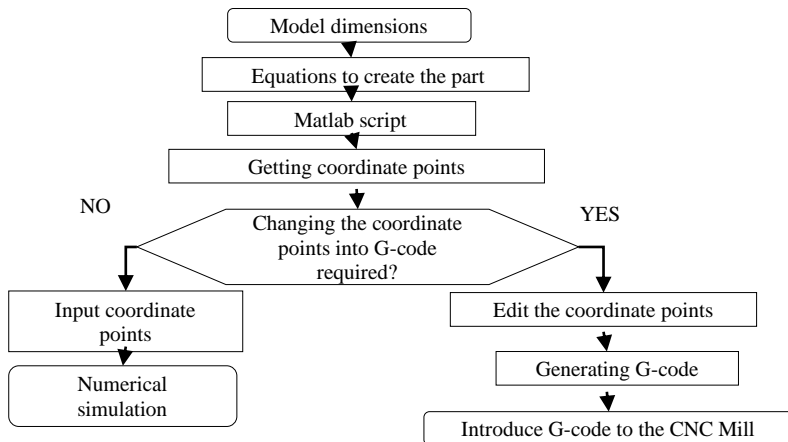 Model dimensions
Equations to create the part
Matlab script
Getting coordinate points
NO
YES
Changing the coordinate
points into G-code
required?
Input coordinate
points
Numerical
simulation
Edit the coordinate points
Generating G-code
Introduce G-code to the CNC Mill